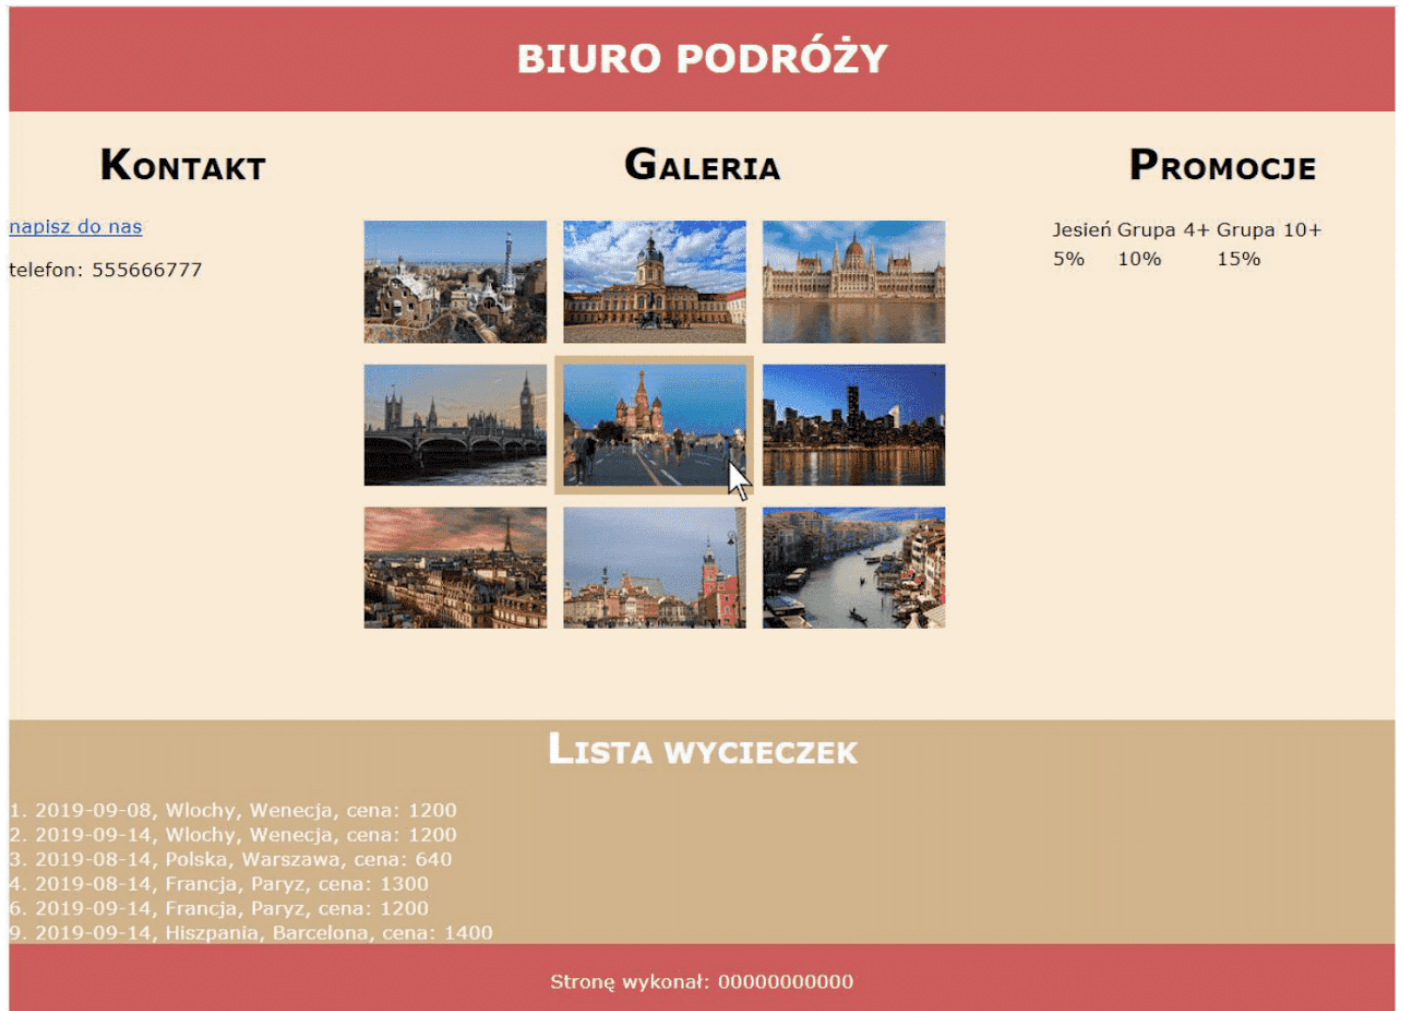 BIURO PODRÓŻY
Kontakt
napisz do nas
telefon: 555666777
Galeria
Promocje
Jesień Grupa 4+ Grupa 10+
5% 10% 15%
Lista wycieczek
1. 2019-09-08, Wlochy, Wenecja, cena: 1200
2. 2019-09-14, Wlochy, Wenecja, cena: 1200
3. 2019-08-14, Polska, Warszawa, cena: 640
4. 2019-08-14, Francja, Paryz, cena: 1300
6. 2019-09-14, Francja, Paryz, cena: 1200
9. 2019-09-14, Hiszpania, Barcelona, cena: 1400
Stronę wykonał: 00000000000